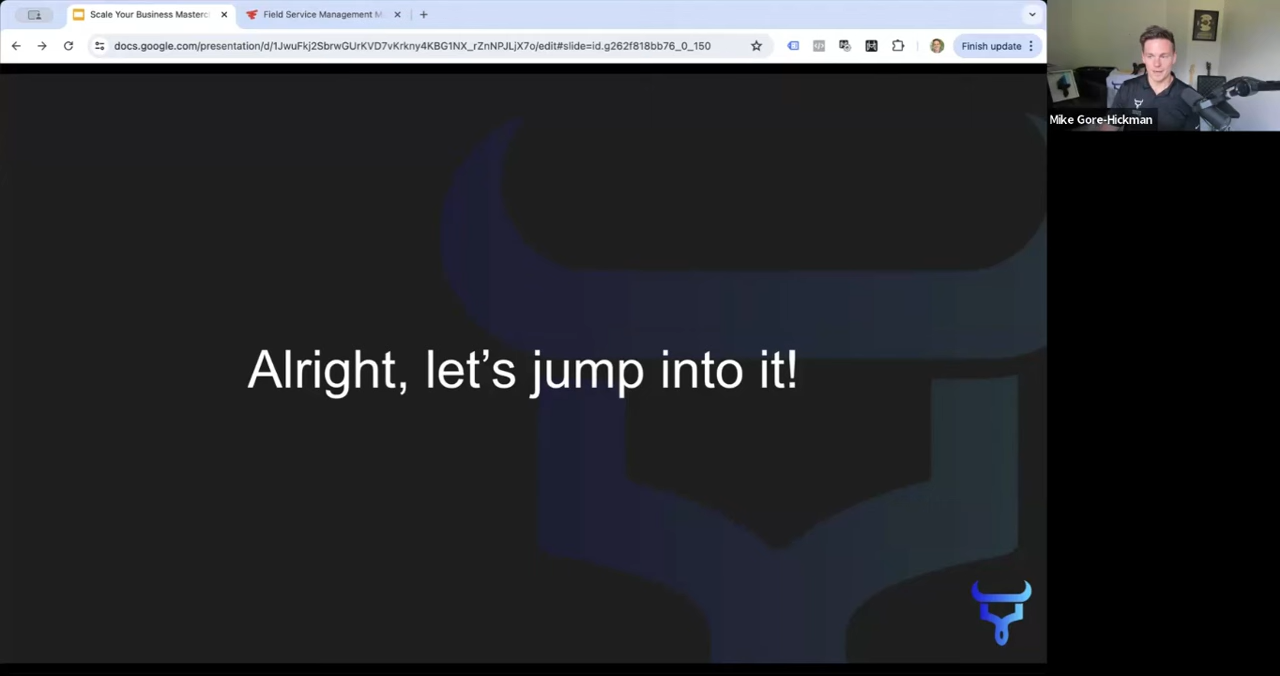 Scale Your Business Masterc
Field Service Management M
docs.google.com/presentation/d/1JwuFkj2SbrwGUrKVD7vKrkny4KBG1NX_rZnNPJLjX7o/edit#slide=id.g262f818bb76_0_150
Finish update
Mike Gore-Hickman
Alright, let’s jump into it!